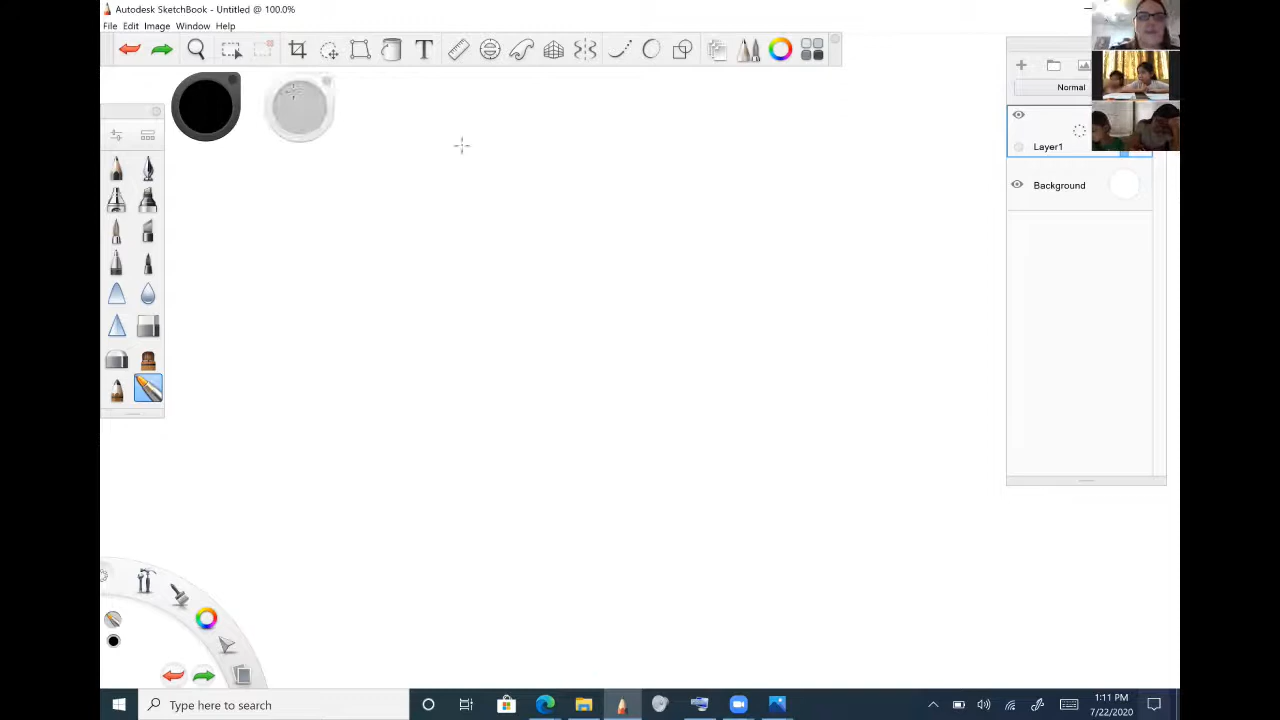 Autodesk SketchBook - Untitled @ 100.0%
File Edit Image Window Help
T
Normal
Layer1
Background
Type here to search
1:11 PM
7/22/2020